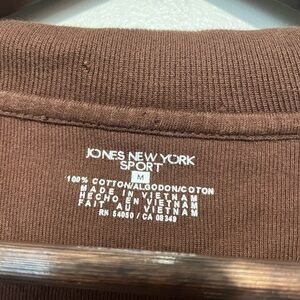 JONES NEW YORK
SPORT
M
100% COTTON/ALGODON/COTON
MADE IN VIETNAM
HECHO EN VIETNAM
FAIT AU VIETNAM
RN 54050 / CA 08349